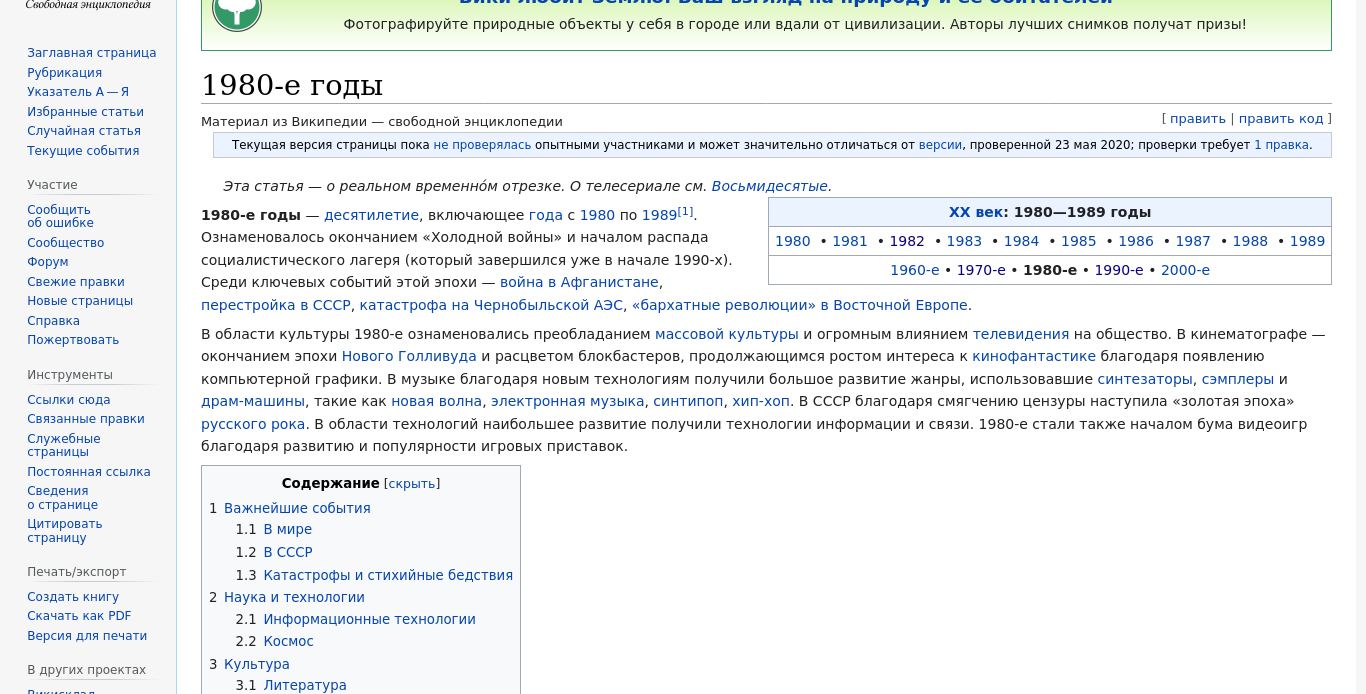 Свободная энциклопедия
Вики любит Землю: Ваш взгляд на природу и её обитателей
Фотографируйте природные объекты у себя в городе или вдали от цивилизации. Авторы лучших снимков получат призы!
Заглавная страница
Рубрикация
Указатель А — Я
Избранные статьи
Случайная статья
Текущие события
Участие
Сообщить
об ошибке
Сообщество
Форум
Свежие правки
Новые страницы
Справка
Пожертвовать
Инструменты
Ссылки сюда
Связанные правки
Служебные
страницы
Постоянная ссылка
Сведения
о странице
Цитировать
страницу
Печать/экспорт
Создать книгу
Скачать как PDF
Версия для печати
В других проектах
Викисклад
1980-е годы
Материал из Википедии — свободной энциклопедии
[ править | править код ]
Текущая версия страницы пока не проверялась опытными участниками и может значительно отличаться от версии, проверенной 23 мая 2020; проверки требует 1 правка.
Эта статья — о реальном временно́м отрезке. О телесериале см. Восьмидесятые.
XX век: 1980—1989 годы
1980 • 1981 • 1982 • 1983 • 1984 • 1985 • 1986 • 1987 • 1988 • 1989
1960-е • 1970-е • 1980-е • 1990-е • 2000-е
1980-е годы — десятилетие, включающее года с 1980 по 1989[1].
Ознаменовалось окончанием «Холодной войны» и началом распада
социалистического лагеря (который завершился уже в начале 1990-х).
Среди ключевых событий этой эпохи — война в Афганистане,
перестройка в СССР, катастрофа на Чернобыльской АЭС, «бархатные революции» в Восточной Европе.
В области культуры 1980-е ознаменовались преобладанием массовой культуры и огромным влиянием телевидения на общество. В кинематографе —
окончанием эпохи Нового Голливуда и расцветом блокбастеров, продолжающимся ростом интереса к кинофантастике благодаря появлению
компьютерной графики. В музыке благодаря новым технологиям получили большое развитие жанры, использовавшие синтезаторы, сэмплеры и
драм-машины, такие как новая волна, электронная музыка, синтипоп, хип-хоп. В СССР благодаря смягчению цензуры наступила «золотая эпоха»
русского рока. В области технологий наибольшее развитие получили технологии информации и связи. 1980-е стали также началом бума видеоигр
благодаря развитию и популярности игровых приставок.
Содержание [скрыть]
1 Важнейшие события
1.1 В мире
1.2 В СССР
1.3 Катастрофы и стихийные бедствия
2 Наука и технологии
2.1 Информационные технологии
2.2 Космос
3 Культура
3.1 Литература